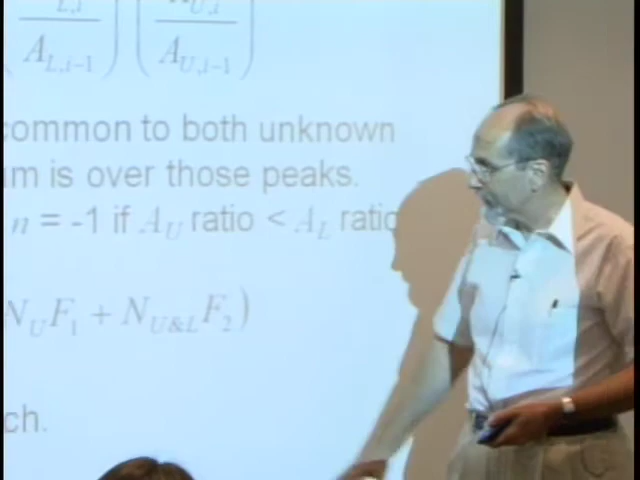 L,i U,i
A_{L,i-1} A_{U,i-1}
common to both unknown
um is over those peaks.
n = -1 if A_U ratio < A_L ratio
N_U F_1 + N_{U&L} F_2)
ch.